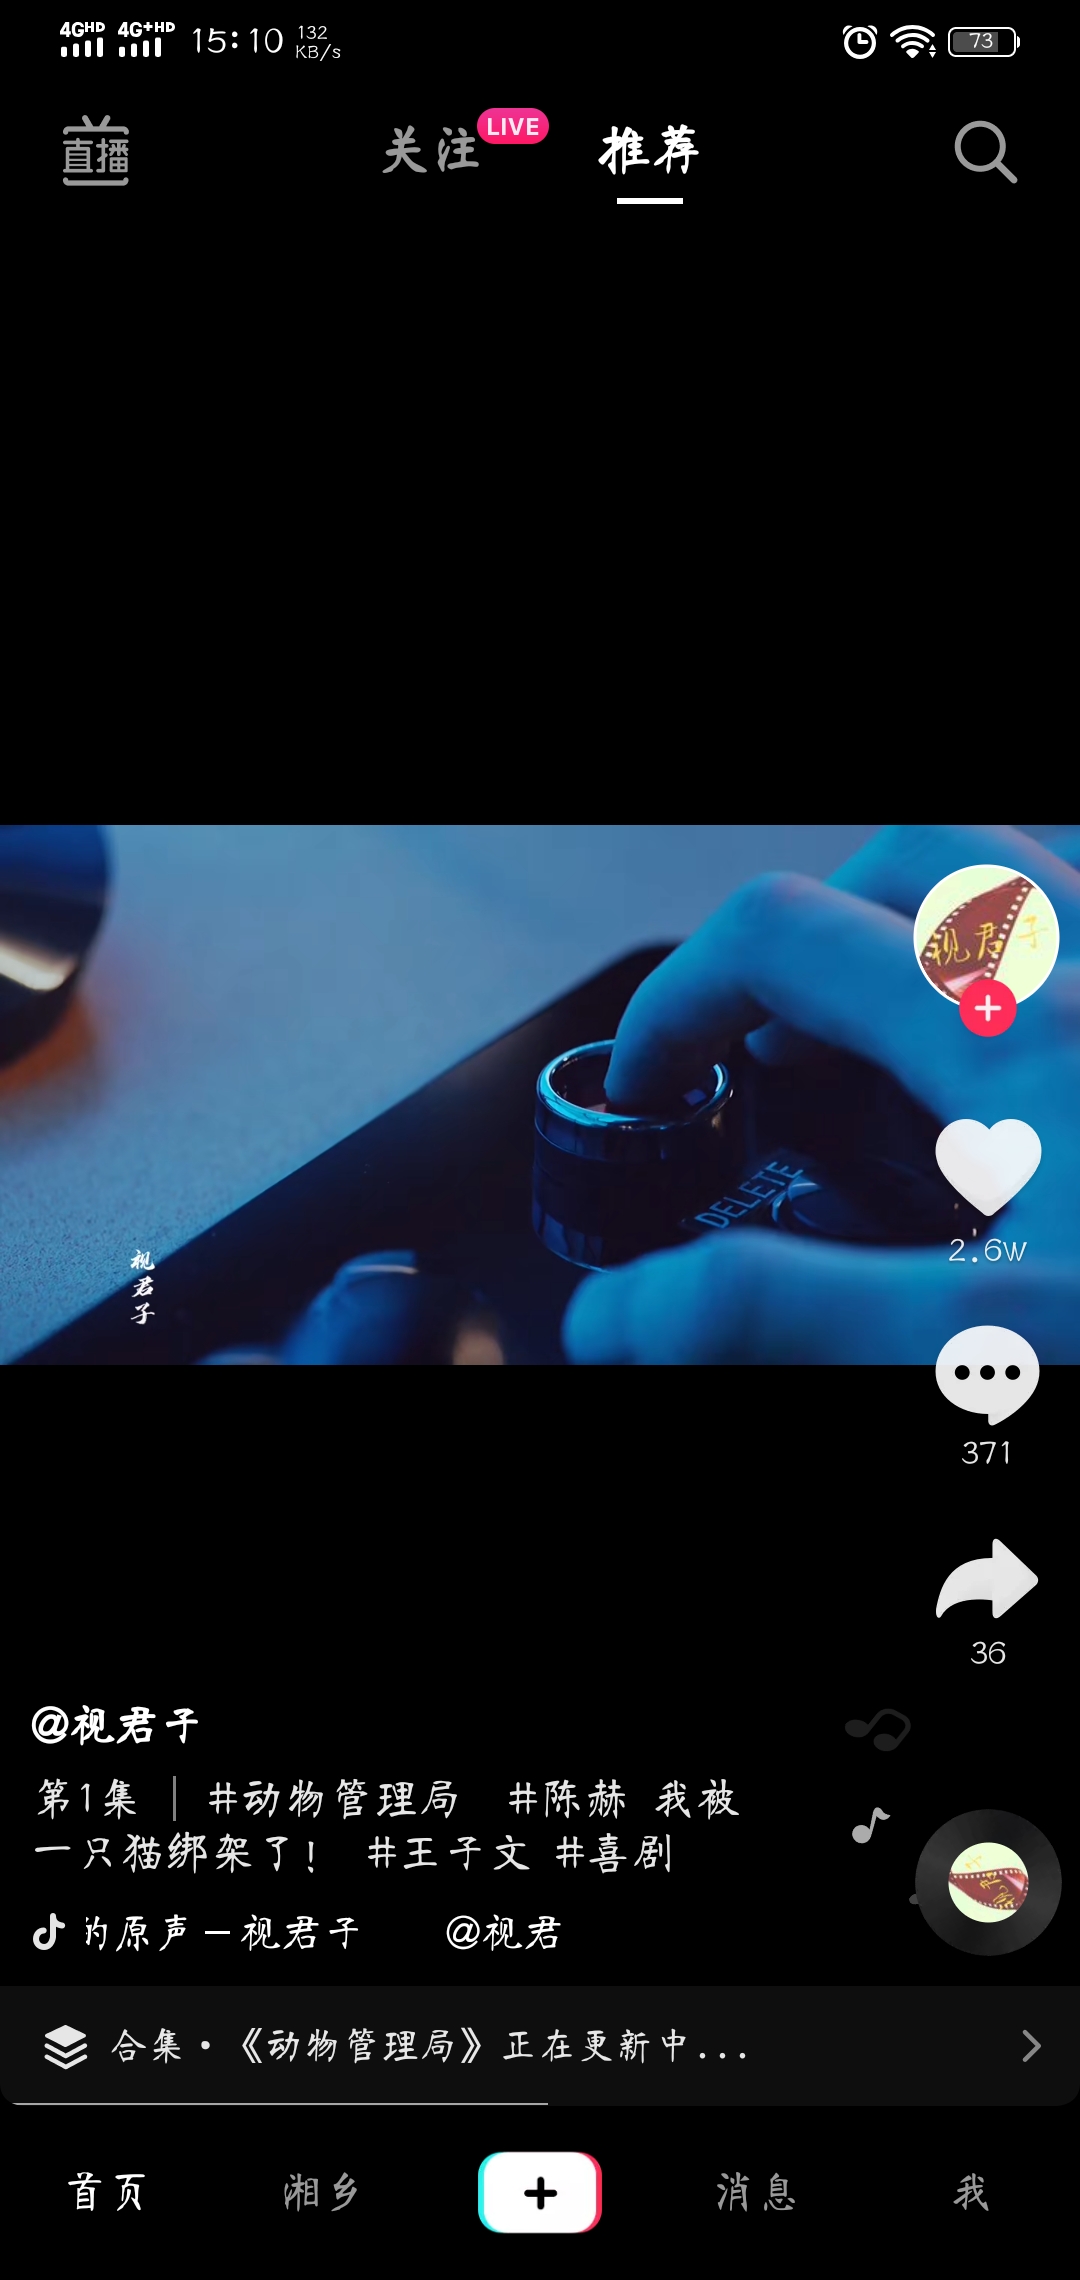 4GHD 4G+HD 15:10 132 KB/s 73
直播 关注 LIVE 推荐
视君子
DELETE
视君子
2.6w
371
36
@视君子
第1集 | #动物管理局 #陈赫 我被
一只猫绑架了! #王子文 #喜剧
的原声 - 视君子 @视君
合集·《动物管理局》正在更新中...
首页 湘乡 消息 我